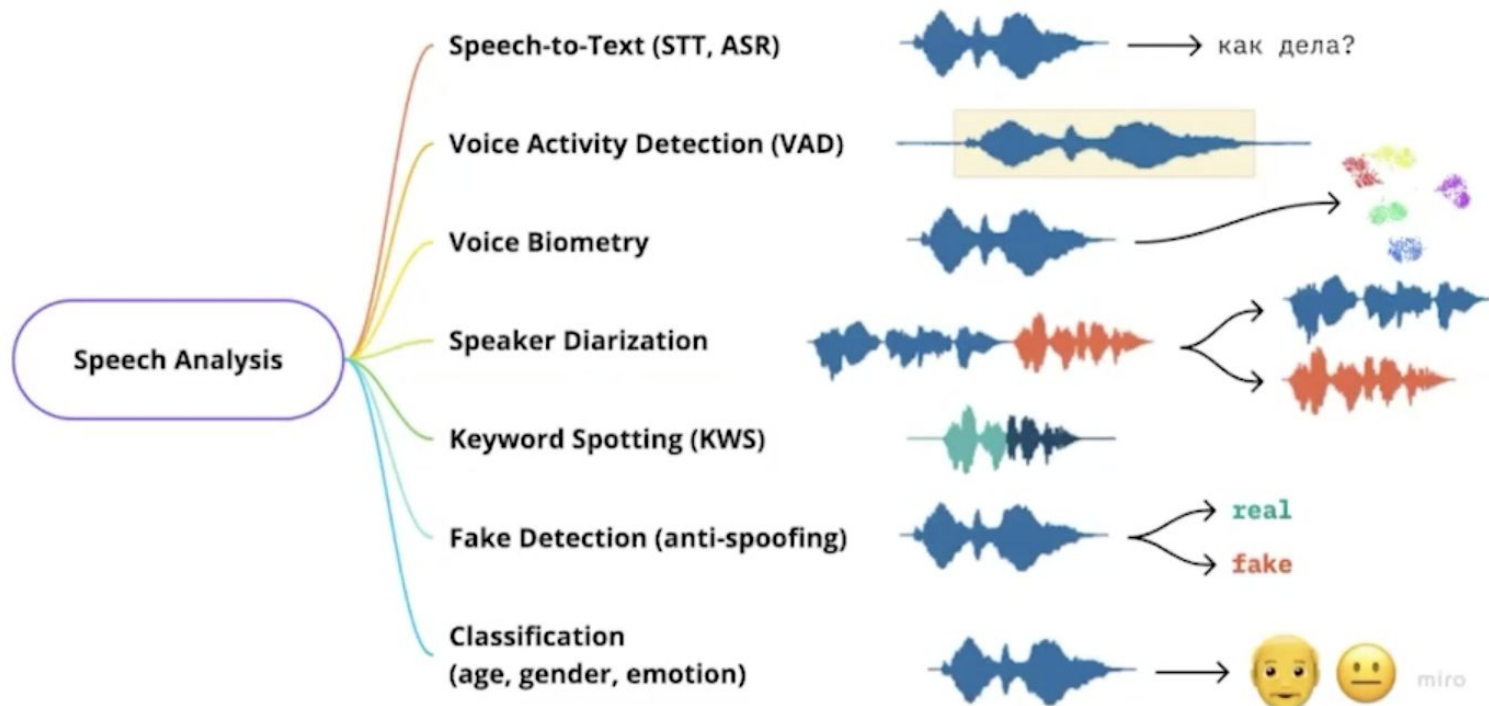 Speech-to-Text (STT, ASR)
как дела?
Voice Activity Detection (VAD)
Voice Biometry
Speaker Diarization
Speech Analysis
Keyword Spotting (KWS)
real
Fake Detection (anti-spoofing)
fake
Classification
(age, gender, emotion)
miro